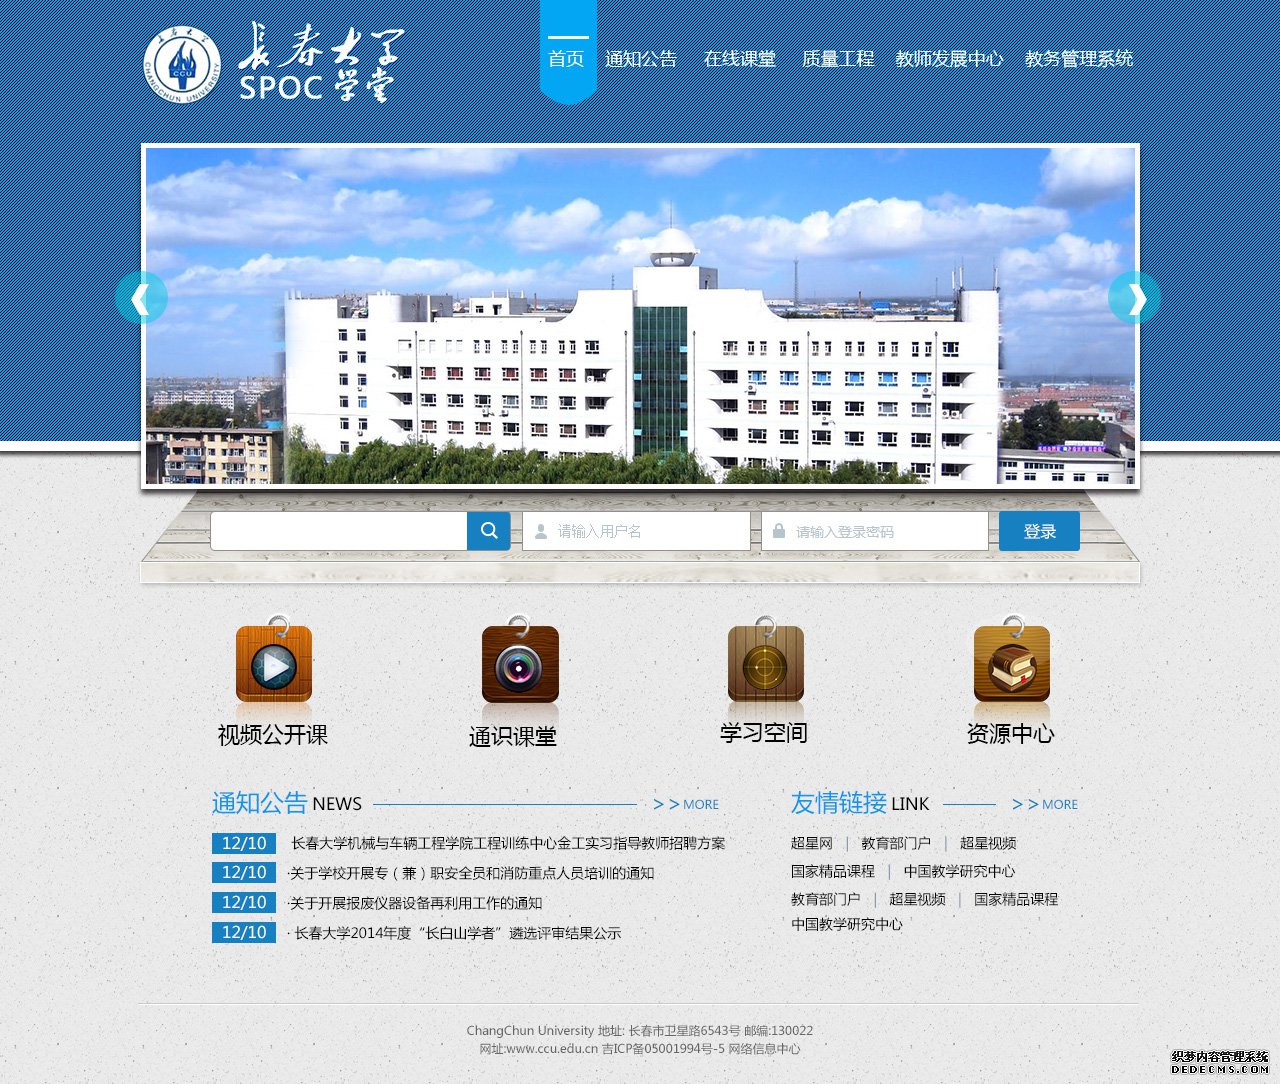 长春大学
CCU
CHANGCHUN UNIVERSITY
长春大学
SPOC 学堂
首页 通知公告 在线课堂 质量工程 教师发展中心 教务管理系统
请输入用户名 请输入登录密码 登录
视频公开课 通识课堂 学习空间 资源中心
通知公告 NEWS >> MORE
12/10 长春大学机械与车辆工程学院工程训练中心金工实习指导教师招聘方案
12/10 ·关于学校开展专（兼）职安全员和消防重点人员培训的通知
12/10 ·关于开展报废仪器设备再利用工作的通知
12/10 · 长春大学2014年度“长白山学者”遴选评审结果公示
友情链接 LINK >> MORE
超星网 | 教育部门户 | 超星视频
国家精品课程 | 中国教学研究中心
教育部门户 | 超星视频 | 国家精品课程
中国教学研究中心
ChangChun University 地址: 长春市卫星路6543号 邮编:130022
网址:www.ccu.edu.cn 吉ICP备05001994号-5 网络信息中心
织梦内容管理系统
DEDECMS.COM